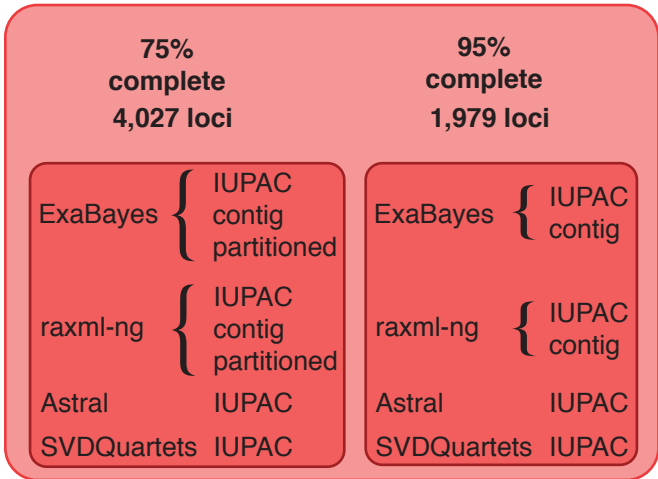 75%
complete
4,027 loci
ExaBayes { IUPAC
contig
partitioned
raxml-ng { IUPAC
contig
partitioned
Astral IUPAC
SVDQuartets IUPAC
95%
complete
1,979 loci
ExaBayes { IUPAC
contig
raxml-ng { IUPAC
contig
Astral IUPAC
SVDQuartets IUPAC